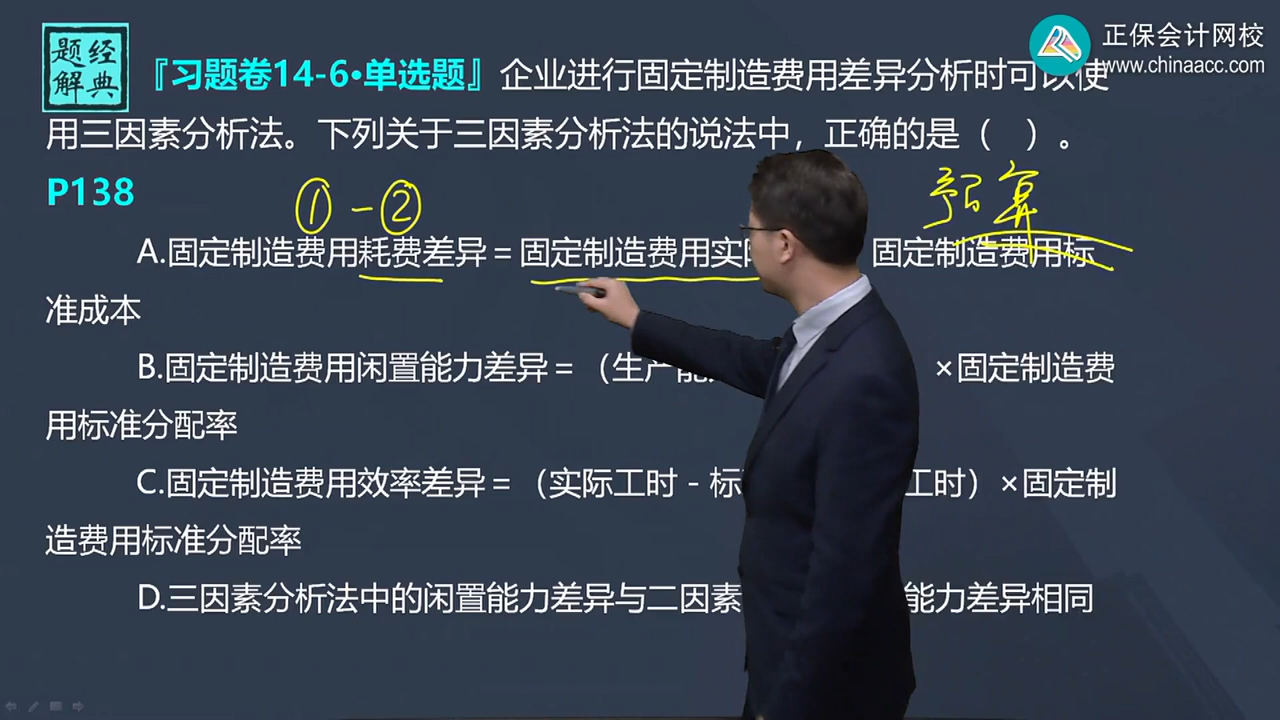 正保会计网校
www.chinaacc.com
经典
题解
『习题卷14-6•单选题』企业进行固定制造费用差异分析时可以使
用三因素分析法。下列关于三因素分析法的说法中，正确的是（ ）。
P138
①-②
预算
A.固定制造费用耗费差异＝固定制造费用实 固定制造费用标
准成本
B.固定制造费用闲置能力差异＝（生产能 ×固定制造费
用标准分配率
C.固定制造费用效率差异＝（实际工时－标 工时）×固定制
造费用标准分配率
D.三因素分析法中的闲置能力差异与二因素 能力差异相同